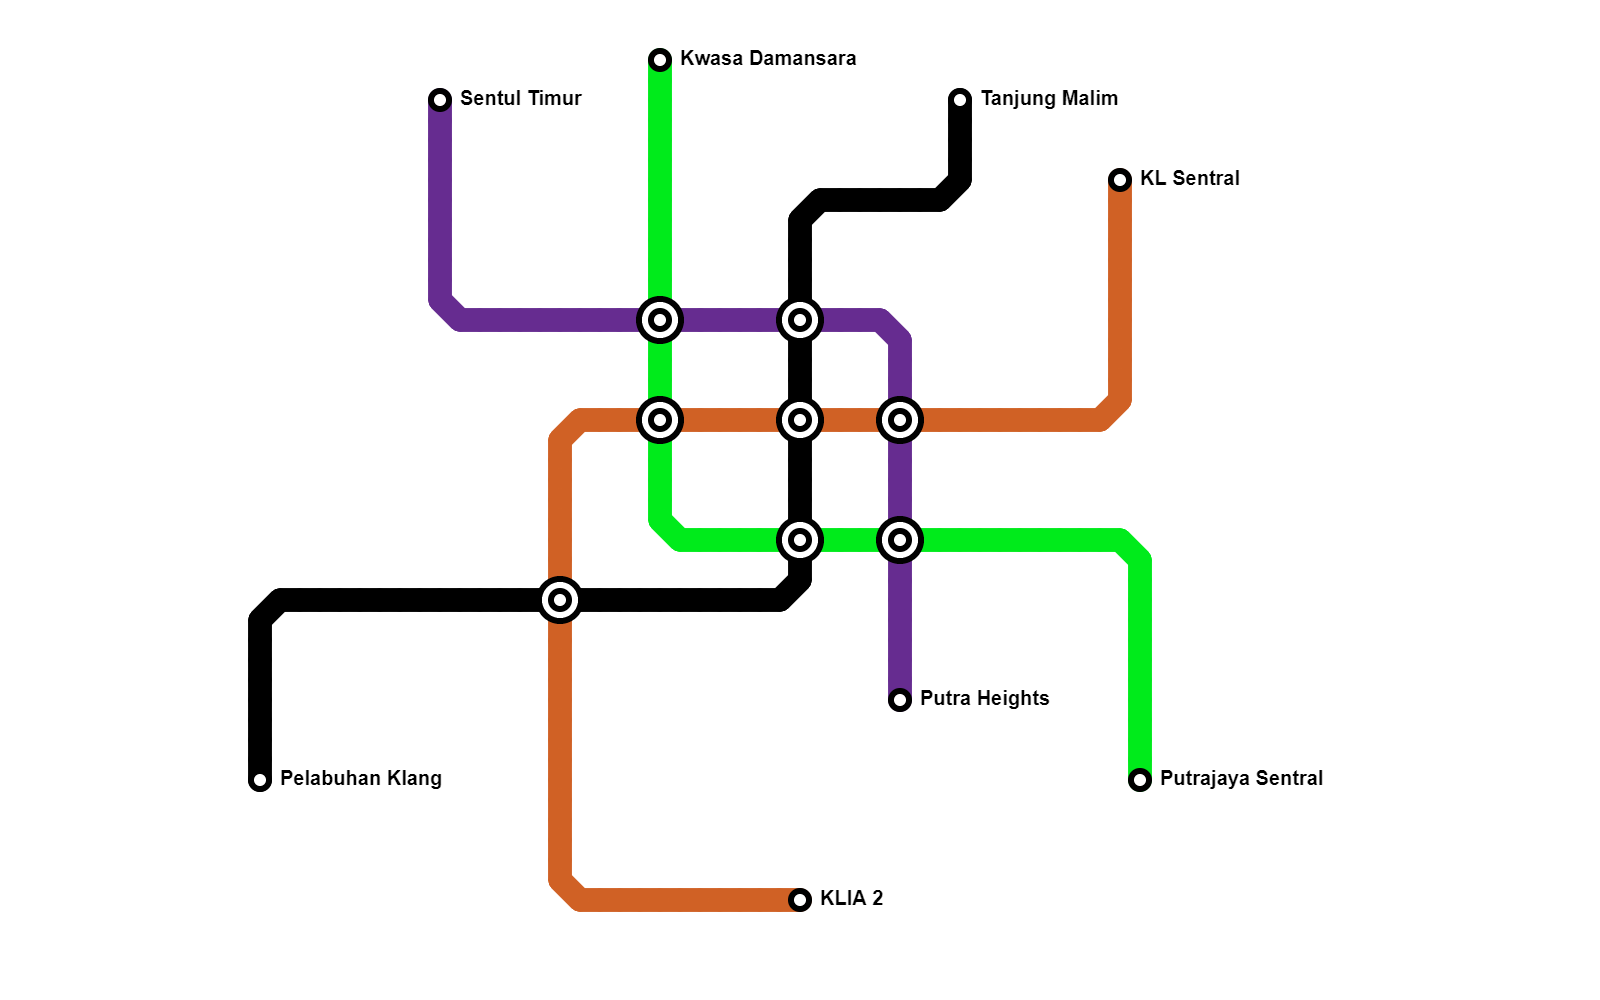 Kwasa Damansara
Sentul Timur
Tanjung Malim
KL Sentral
Putra Heights
Pelabuhan Klang
Putrajaya Sentral
KLIA 2